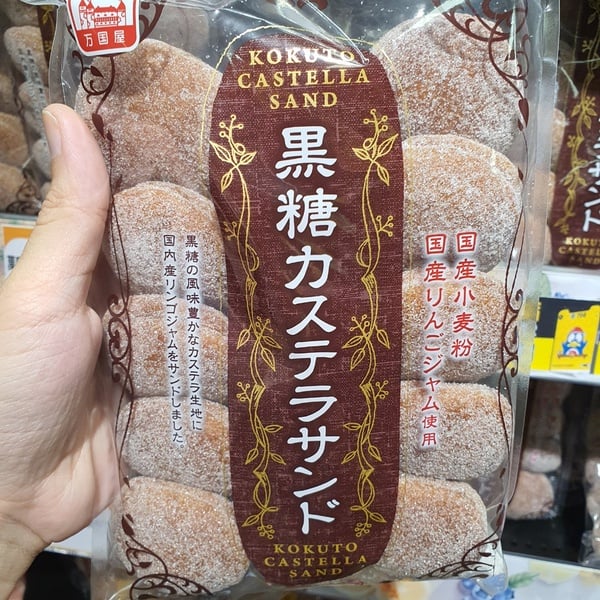 万国屋
KOKUTO
CASTELLA
SAND
黒糖カステラサンド
国産小麦粉
国産りんごジャム使用
黒糖の風味豊かなカステラ生地に
国内産リンゴジャムをサンドしました。
KOKUTO
CASTELLA
SAND